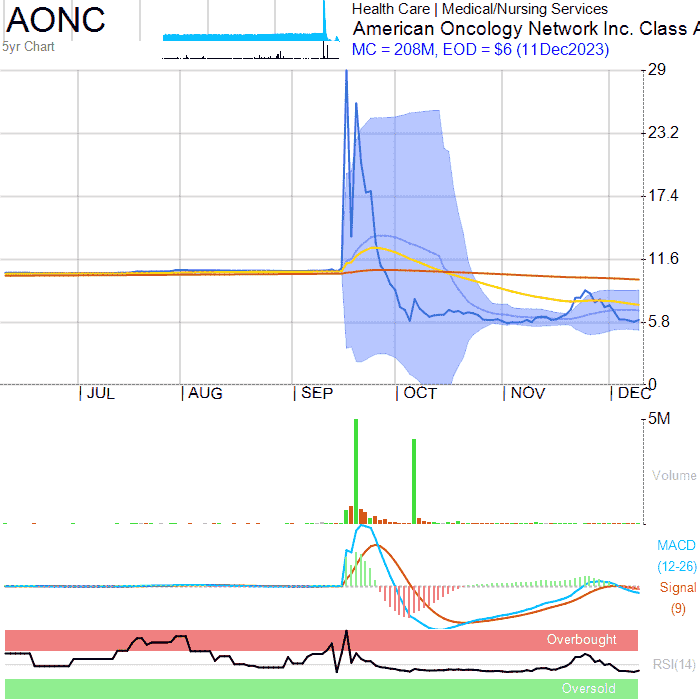 AONC
5yr Chart
Health Care | Medical/Nursing Services
American Oncology Network Inc. Class A
MC = 208M, EOD = $6 (11Dec2023)
29
23.2
17.4
11.6
5.8
0
JUL
AUG
SEP
OCT
NOV
DEC
5M
Volume
MACD
(12-26)
Signal
(9)
Overbought
RSI(14)
Oversold